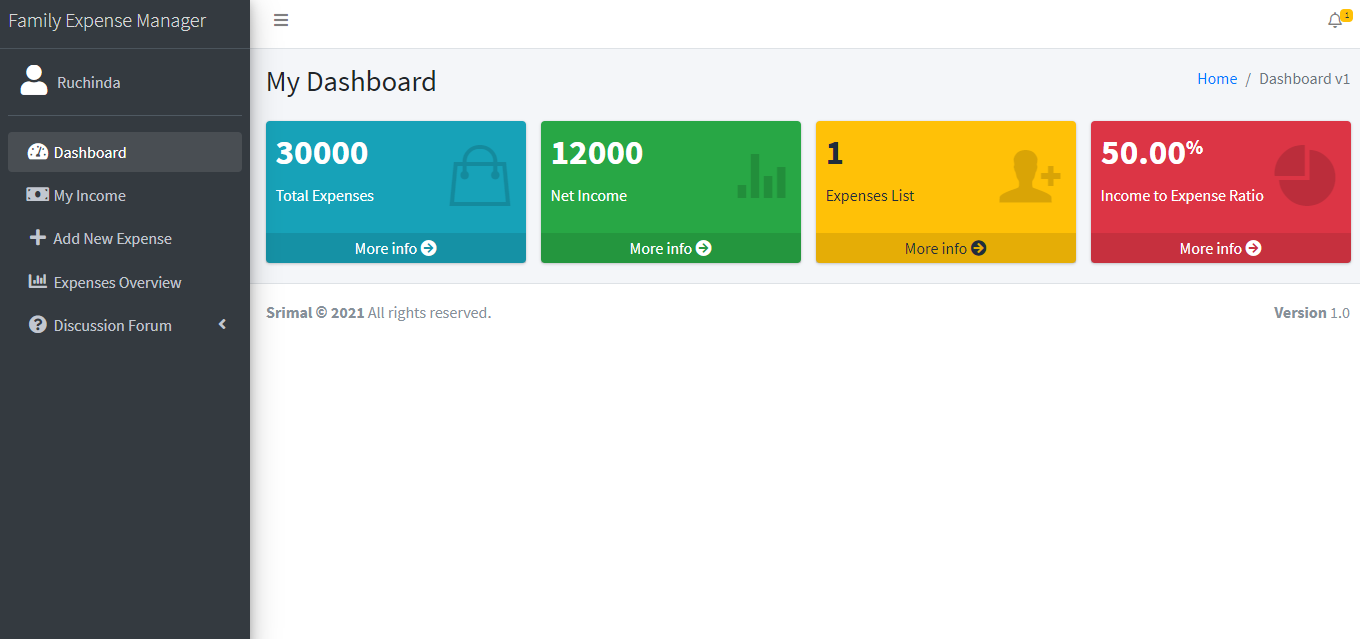 Family Expense Manager
1
Ruchinda
My Dashboard
Home / Dashboard v1
Dashboard
My Income
Add New Expense
Expenses Overview
Discussion Forum
30000
Total Expenses
More info
12000
Net Income
More info
1
Expenses List
More info
50.00%
Income to Expense Ratio
More info
Srimal © 2021 All rights reserved.
Version 1.0